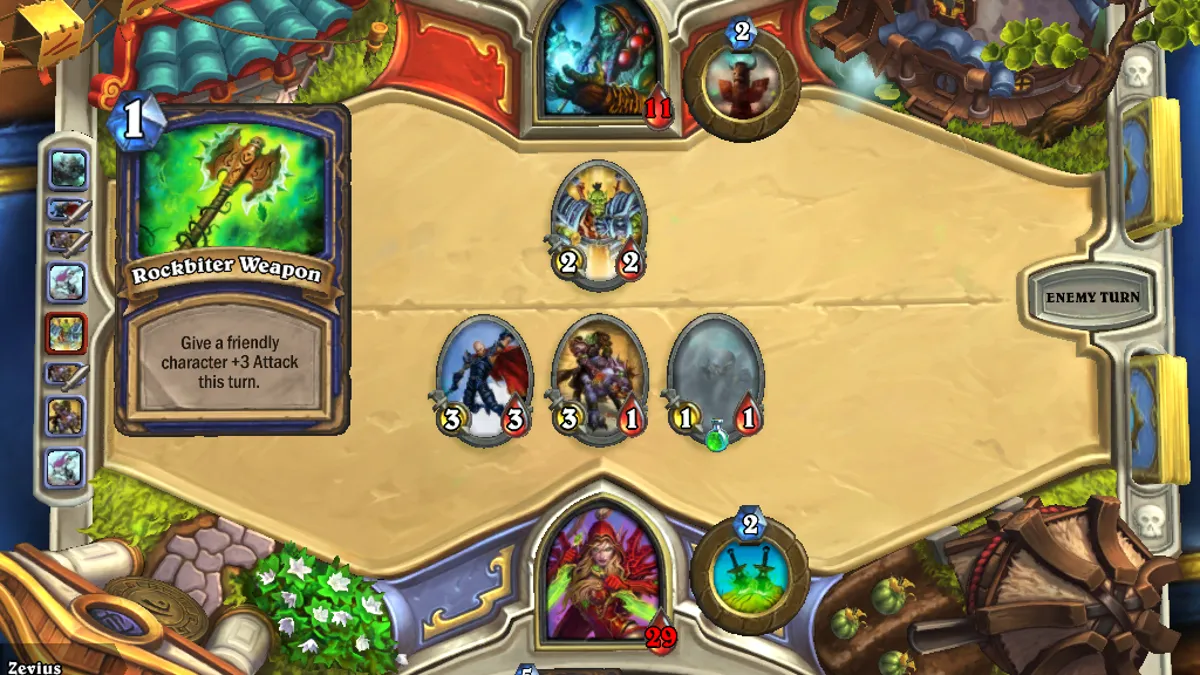 2
11
1
Rockbiter Weapon
Give a friendly
character +3 Attack
this turn.
2
2
ENEMY TURN
3
3
3
1
1
1
2
29
Zevius
5